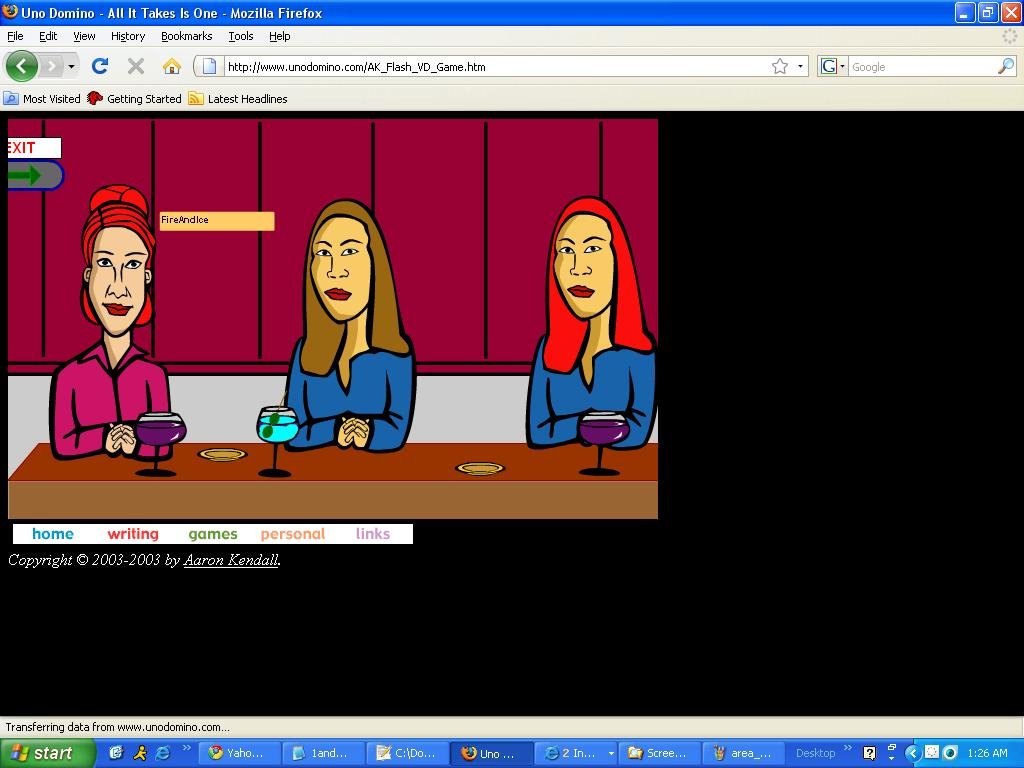 Uno Domino - All It Takes Is One - Mozilla Firefox
File Edit View History Bookmarks Tools Help
http://www.unodomino.com/AK_Flash_VD_Game.htm
G Google
Most Visited Getting Started Latest Headlines
EXIT
FireAndIce
home writing games personal links
Copyright © 2003-2003 by Aaron Kendall.
Transferring data from www.unodomino.com...
start Yaho... 1and... C:\Do... Uno ... 2 In... Scree... area_... Desktop 1:26 AM